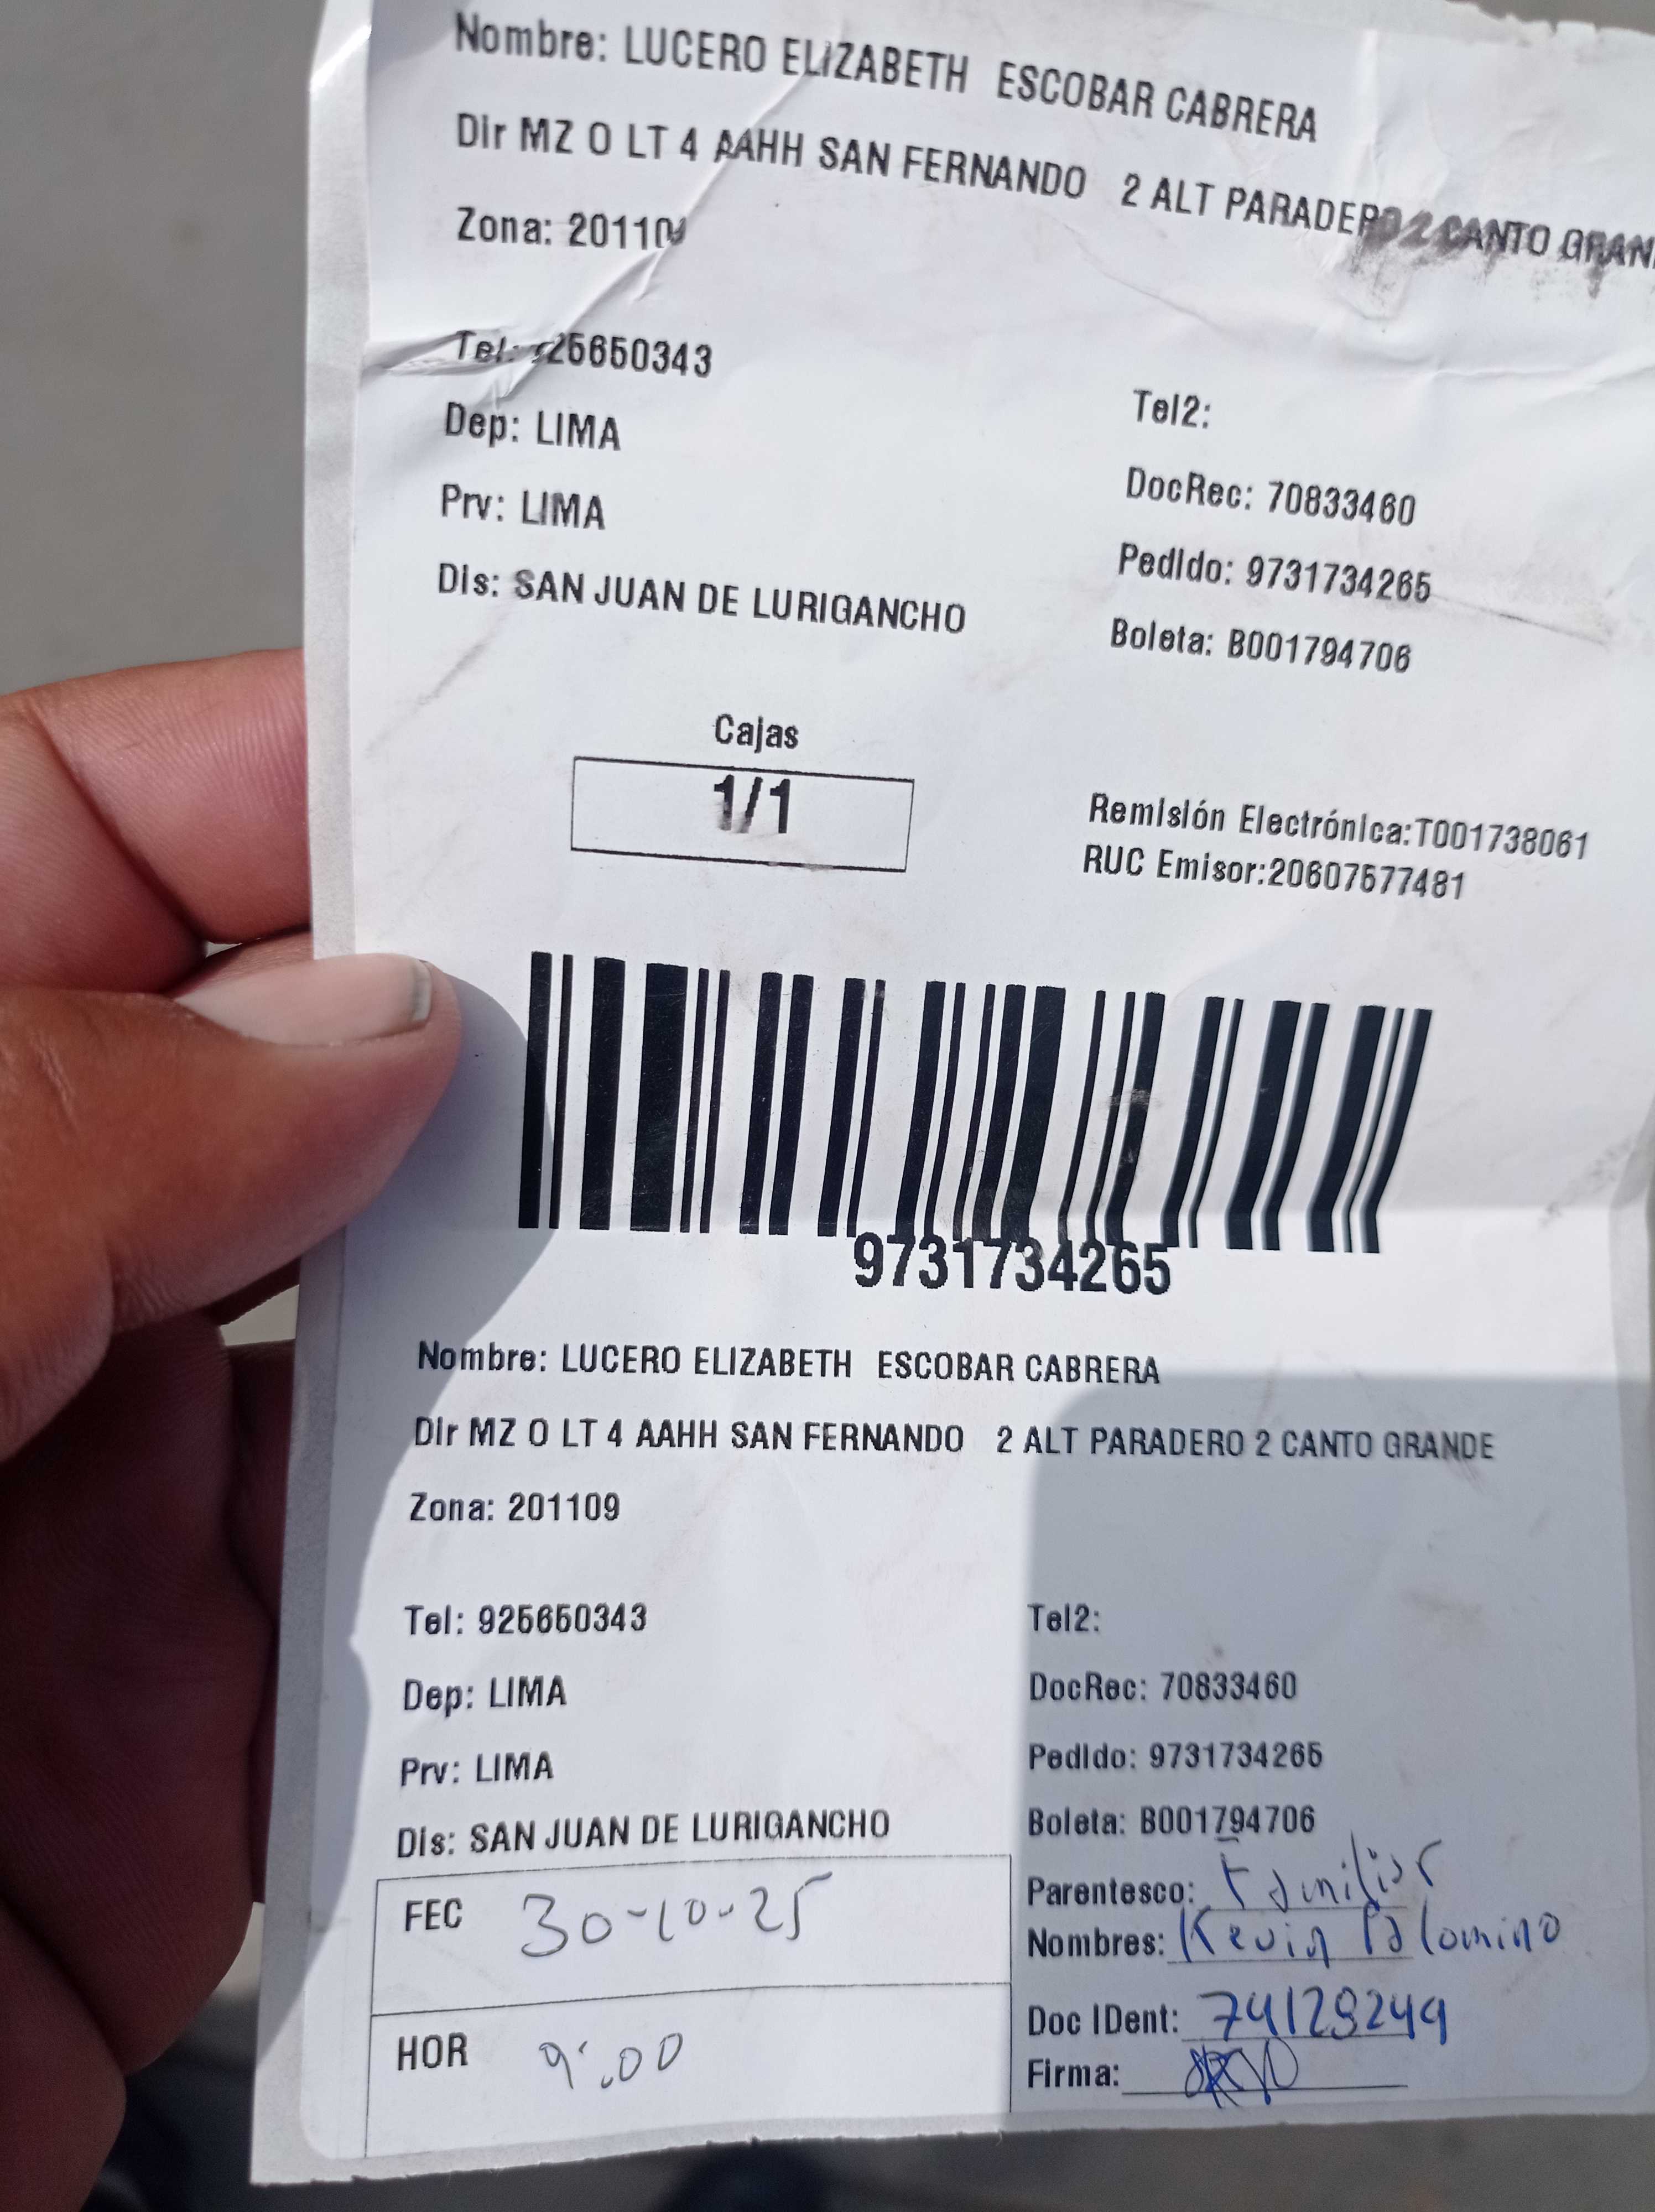 Nombre: LUCERO ELIZABETH ESCOBAR CABRERA
Dir MZ O LT 4 AAHH SAN FERNANDO 2 ALT PARADERO 2 CANTO GRAN
Zona:
Tel:
Dep: LIMA
Prv: LIMA
Dis: SAN JUAN DE LURIGANCHO
Tel2:
DocRec: 70833460
Pedido: 9731734265
Boleta: B001794706
Cajas
1/1
Remisión Electrónica:T001738061
RUC Emisor:20607577481
9731734265
Nombre: LUCERO ELIZABETH ESCOBAR CABRERA
Dir MZ O LT 4 AAHH SAN FERNANDO 2 ALT PARADERO 2 CANTO GRANDE
Zona: 201109
Tel: 925650343
Dep: LIMA
Prv: LIMA
Dis: SAN JUAN DE LURIGANCHO
Tel2:
DocRec: 70833460
Pedido: 9731734265
Boleta: B001794706
Parentesco: Familiar
Nombres: Kevin Palomino
Doc IDent: 74128249
Firma:
FEC 30-10-25
HOR 9:00